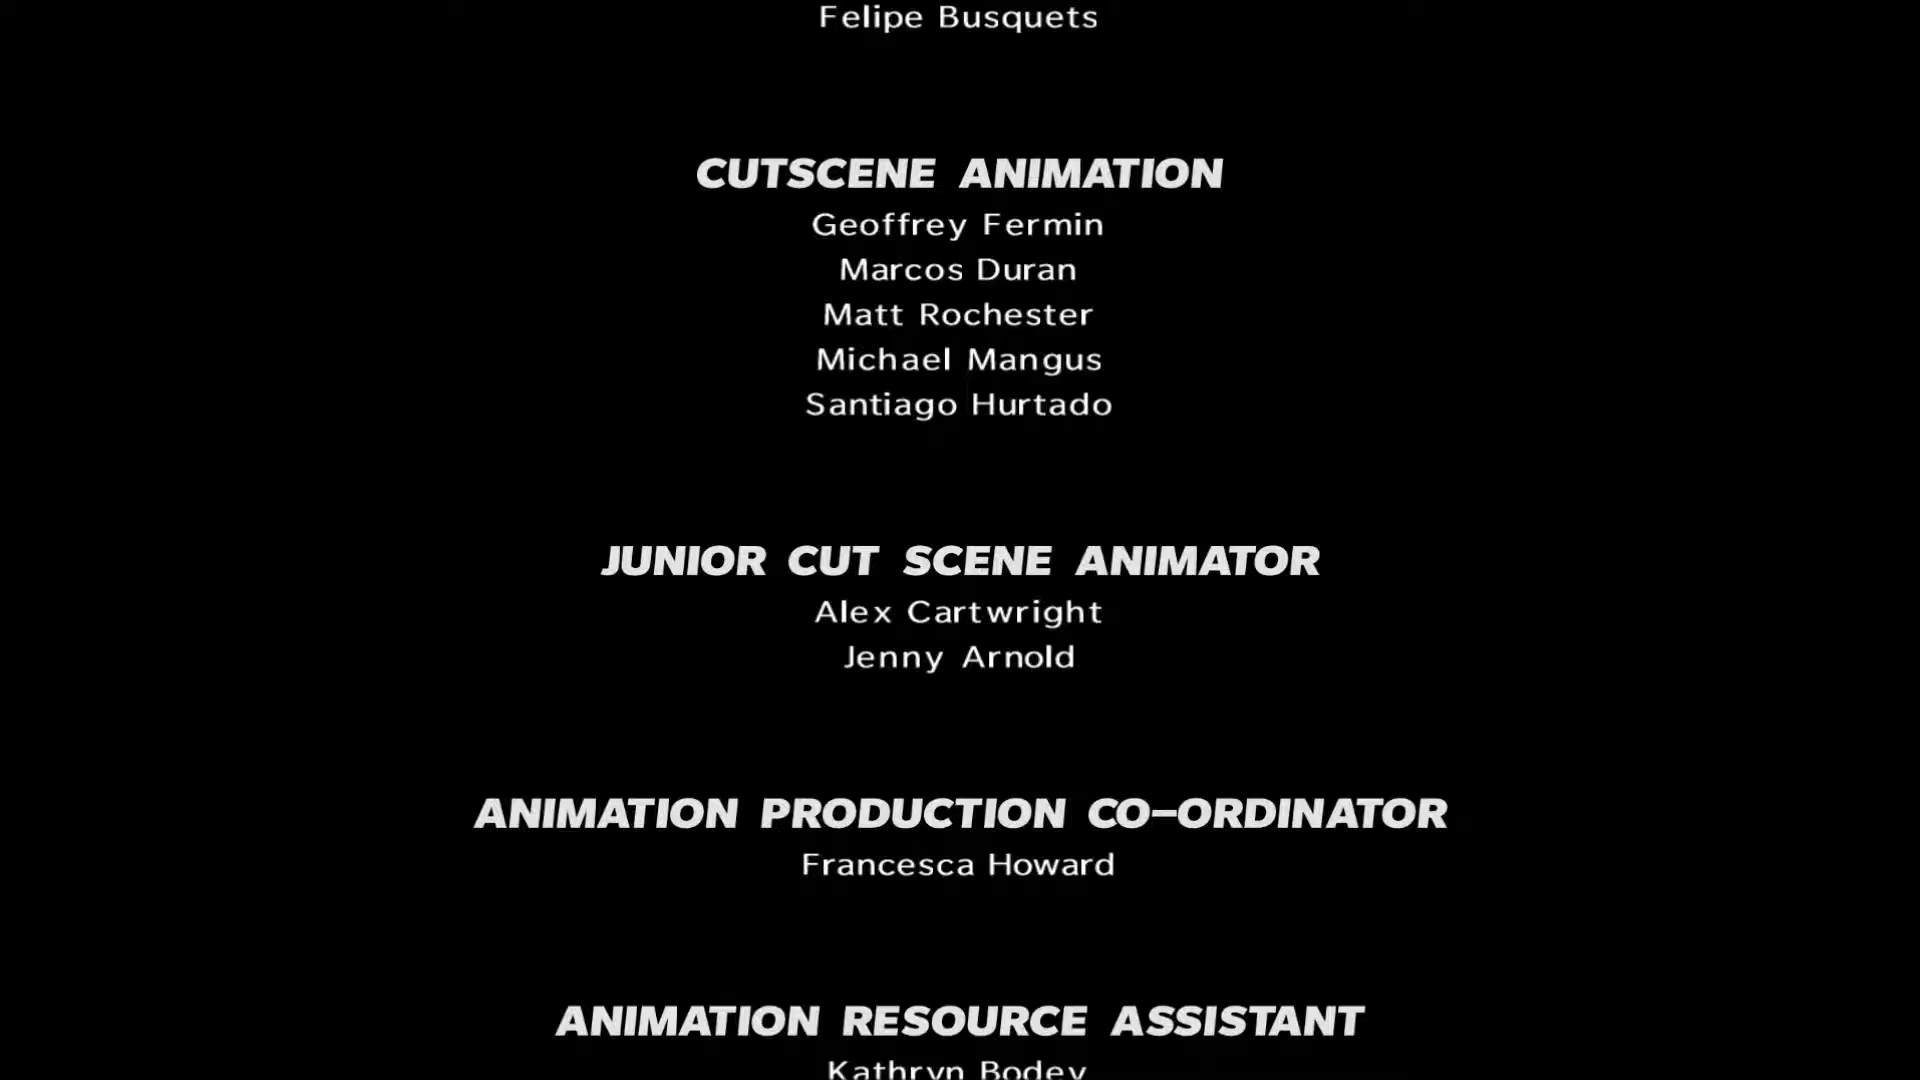 Felipe Busquets
CUTSCENE ANIMATION
Geoffrey Fermin
Marcos Duran
Matt Rochester
Michael Mangus
Santiago Hurtado
JUNIOR CUT SCENE ANIMATOR
Alex Cartwright
Jenny Arnold
ANIMATION PRODUCTION CO-ORDINATOR
Francesca Howard
ANIMATION RESOURCE ASSISTANT
Kathryn Bodey